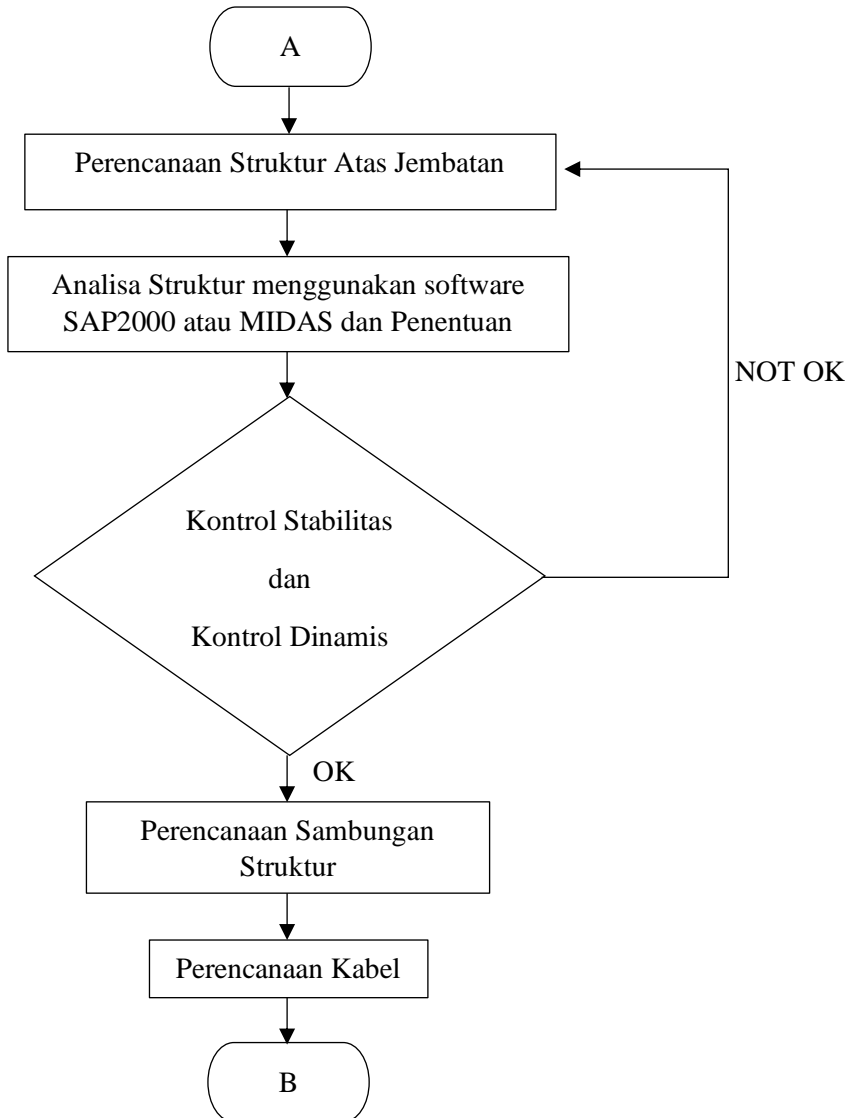 A
Perencanaan Struktur Atas Jembatan
Analisa Struktur menggunakan software
SAP2000 atau MIDAS dan Penentuan
NOT OK
Kontrol Stabilitas
dan
Kontrol Dinamis
OK
Perencanaan Sambungan
Struktur
Perencanaan Kabel
B